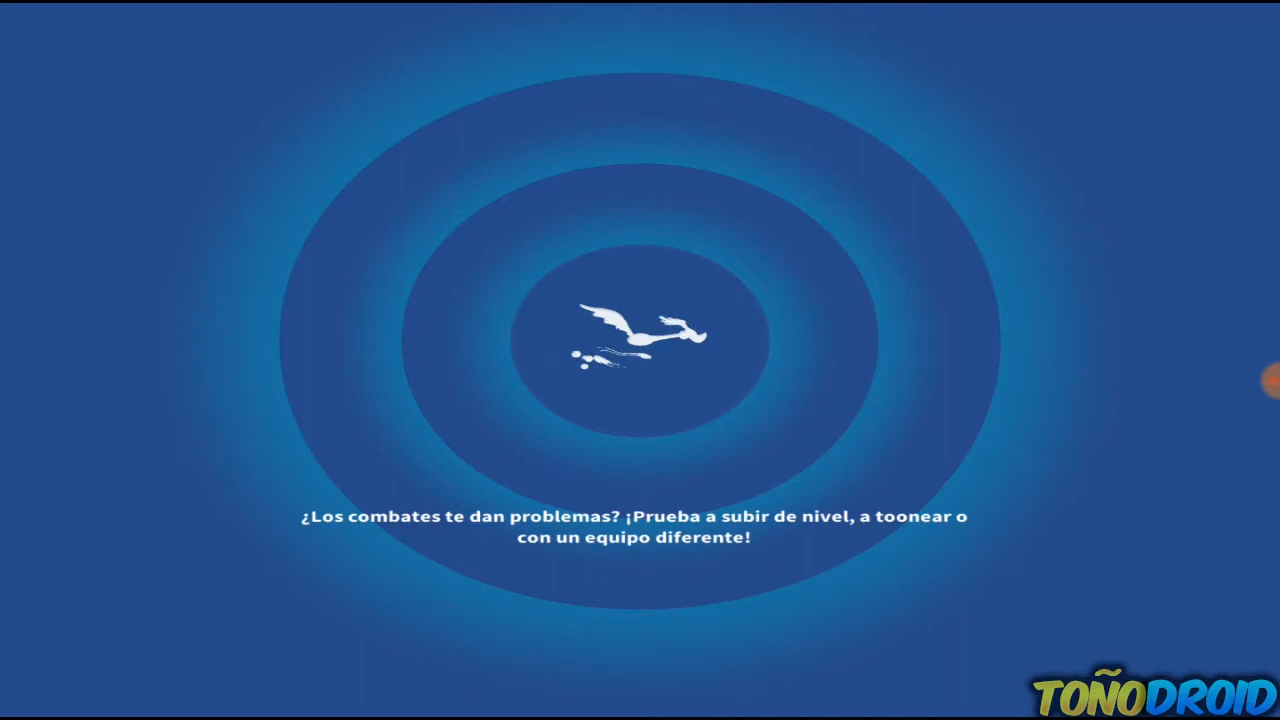 ¿Los combates te dan problemas? ¡Prueba a subir de nivel, a toonear o
con un equipo diferente!
TOÑODROID